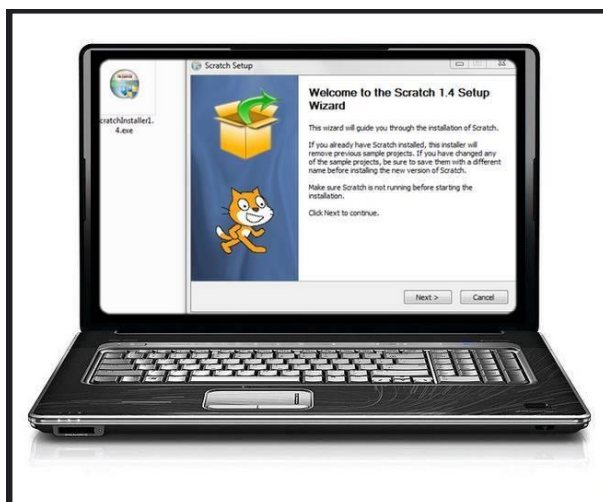 Scratch Setup
cratchInstaller1.
4.exe
Welcome to the Scratch 1.4 Setup
Wizard
This wizard will guide you through the installation of Scratch.
If you already have Scratch installed, this installer will
remove previous sample projects. If you have changed any
of the sample projects, be sure to save them with a different
name before installing the new version of Scratch.
Make sure Scratch is not running before starting the
installation.
Click Next to continue.
Next >
Cancel